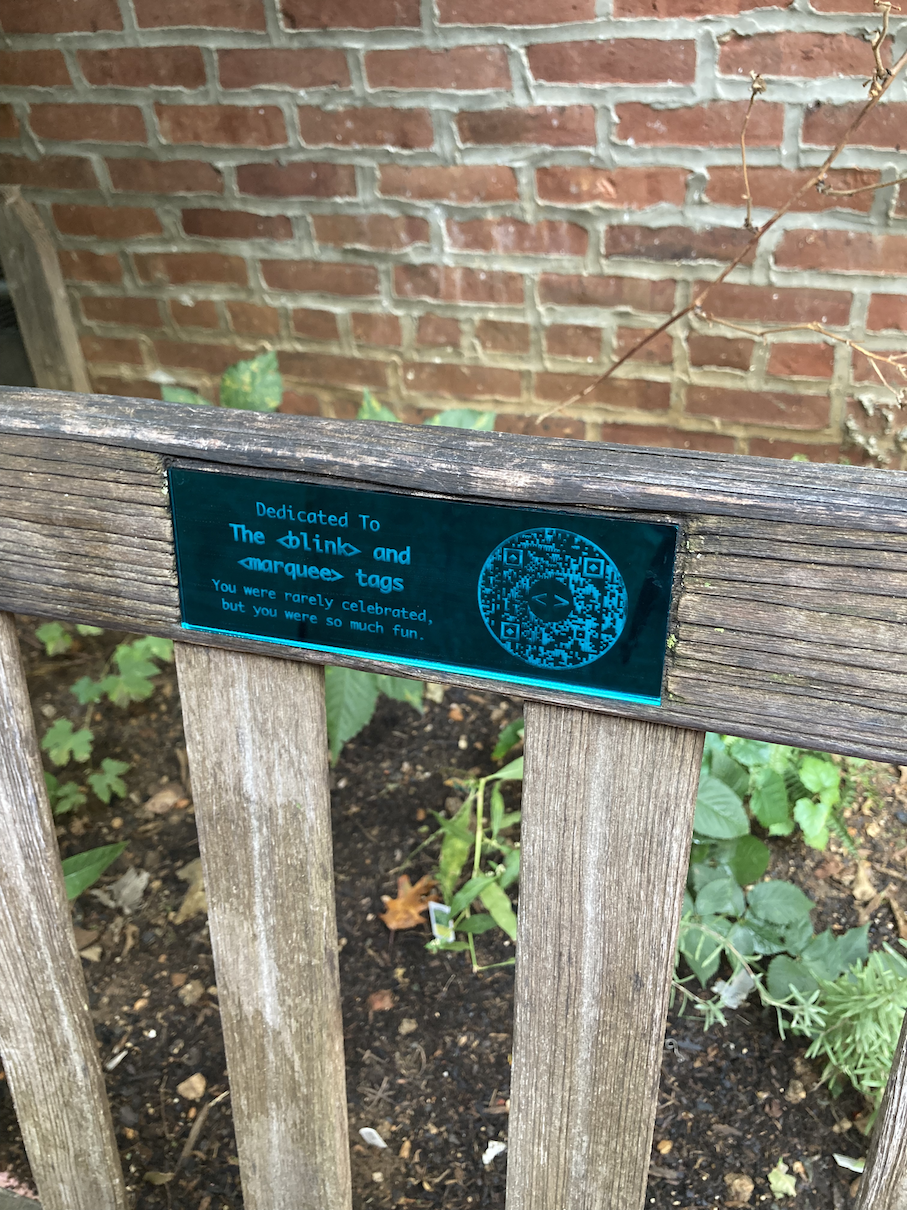 Dedicated To
The <blink> and
<marquee> tags
You were rarely celebrated,
but you were so much fun.
< >